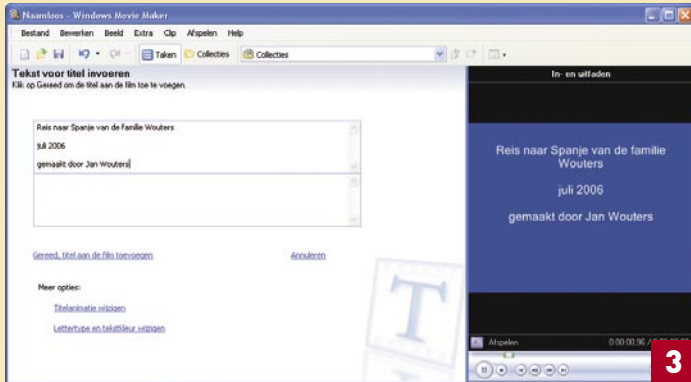 Naamloos - Windows Movie Maker
Bestand Bewerken Beeld Extra Clip Afspelen Help
Taken Collecties Collecties
Tekst voor titel invoeren
Klik op Gereed om de titel aan de film toe te voegen.
Reis naar Spanje van de familie Wouters
juli 2006
gemaakt door Jan Wouters
Gereed, titel aan de film toevoegen
Annuleren
Meer opties:
Titelanimatie wijzigen
Lettertype en tekstkleur wijzigen
T
In- en uitfaden
Reis naar Spanje van de familie
Wouters
juli 2006
gemaakt door Jan Wouters
Afspelen 0:00:00,96
3